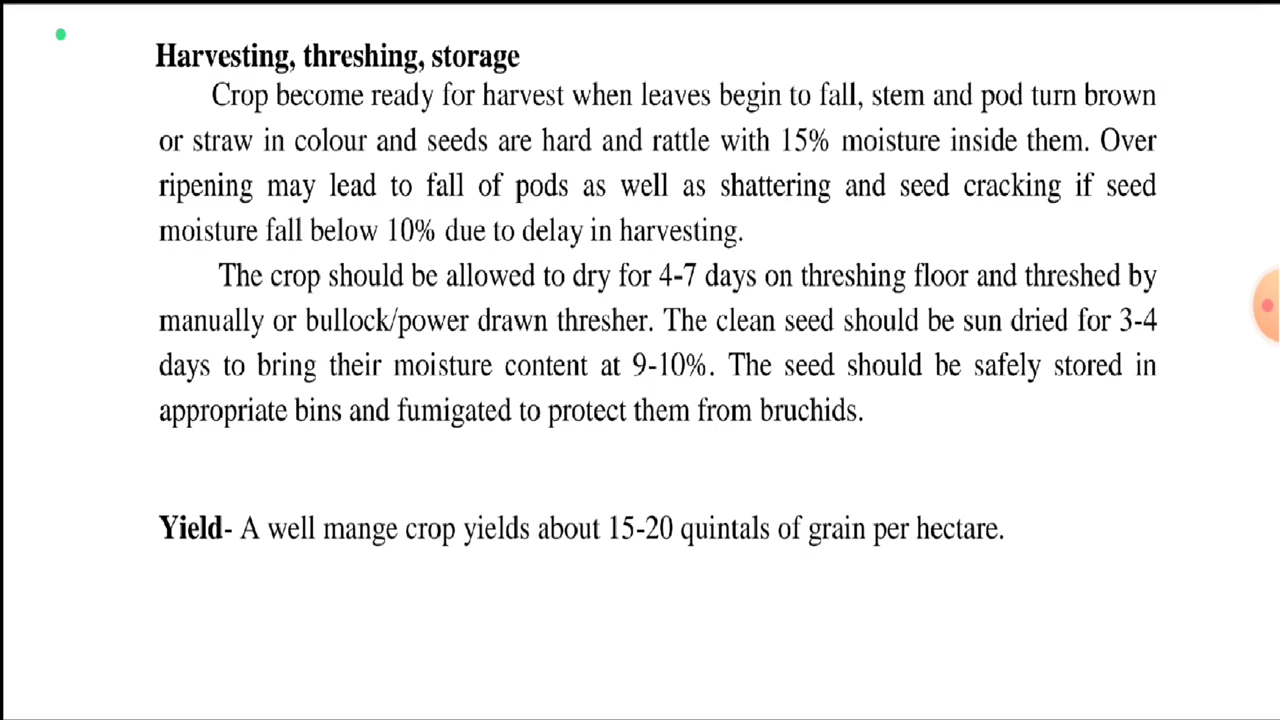 Harvesting, threshing, storage
Crop become ready for harvest when leaves begin to fall, stem and pod turn brown
or straw in colour and seeds are hard and rattle with 15% moisture inside them. Over
ripening may lead to fall of pods as well as shattering and seed cracking if seed
moisture fall below 10% due to delay in harvesting.
The crop should be allowed to dry for 4-7 days on threshing floor and threshed by
manually or bullock/power drawn thresher. The clean seed should be sun dried for 3-4
days to bring their moisture content at 9-10%. The seed should be safely stored in
appropriate bins and fumigated to protect them from bruchids.
Yield- A well mange crop yields about 15-20 quintals of grain per hectare.